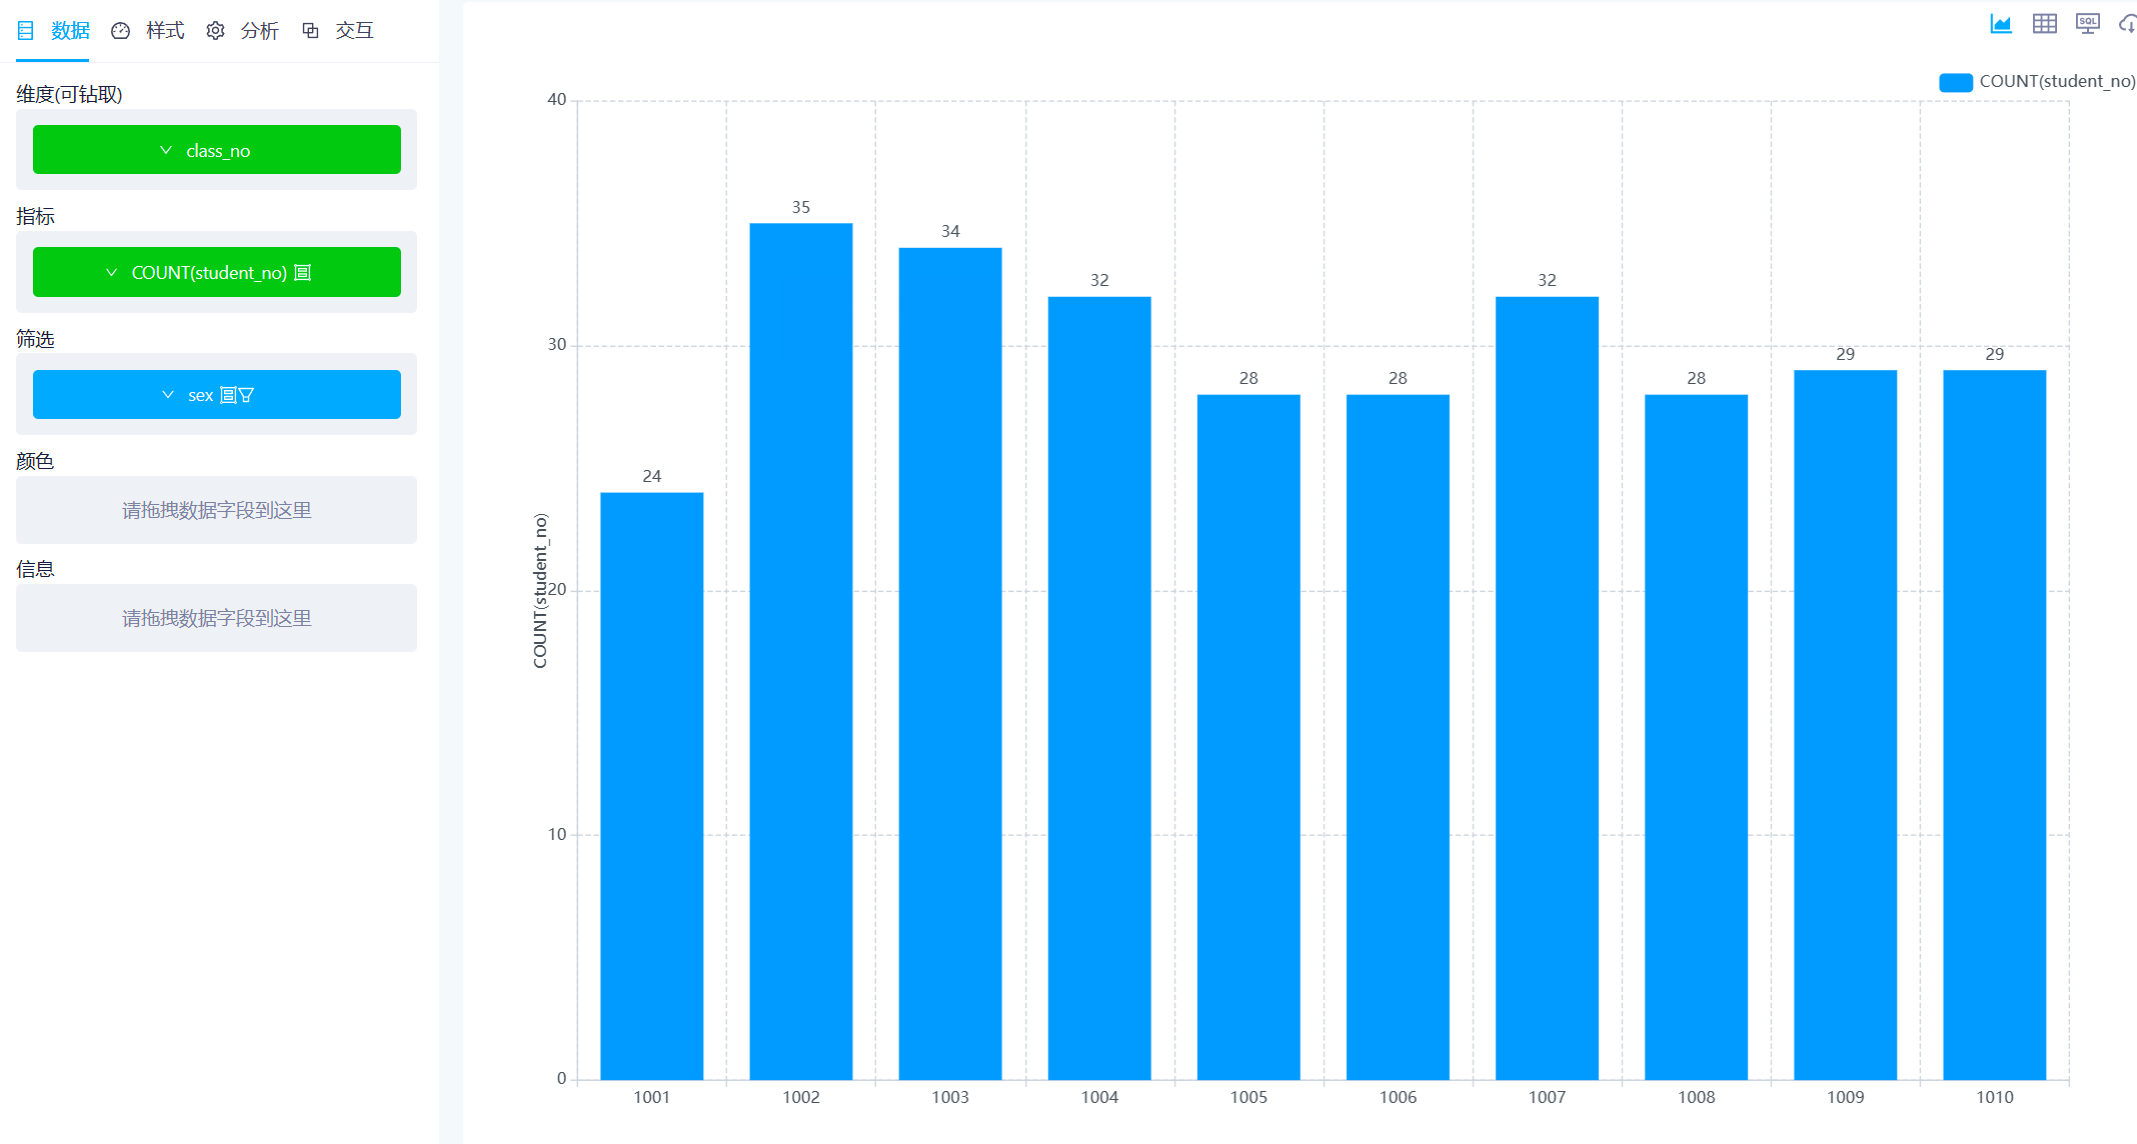 数据 样式 分析 交互
维度(可钻取)
class_no
指标
COUNT(student_no)
筛选
sex
颜色
请拖拽数据字段到这里
信息
请拖拽数据字段到这里
SQL
COUNT(student_no)
COUNT(student_no)
40
30
20
10
0
24
35
34
32
28
28
32
28
29
29
1001 1002 1003 1004 1005 1006 1007 1008 1009 1010